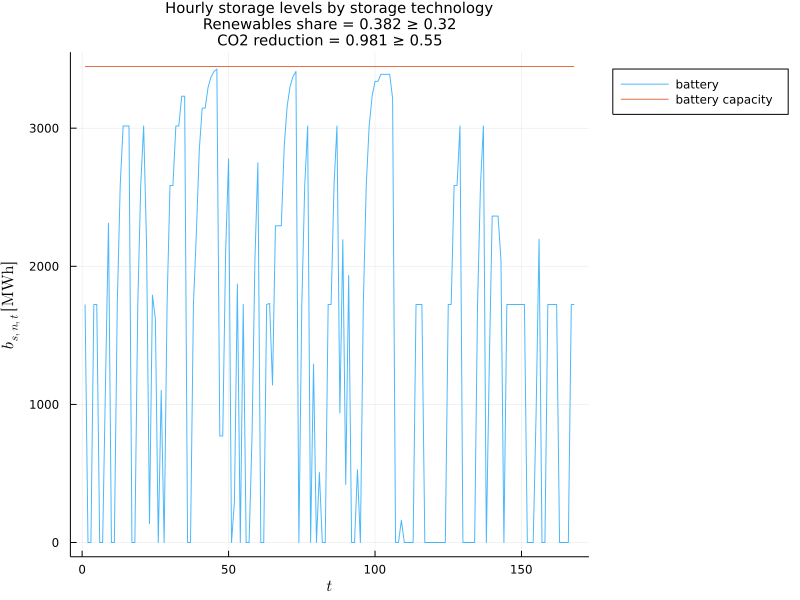 Hourly storage levels by storage technology
Renewables share = 0.382 ≥ 0.32
CO2 reduction = 0.981 ≥ 0.55
battery
battery capacity
3000
2000
1000
0
b_{s, n, t} [MWh]
0 50 100 150
t